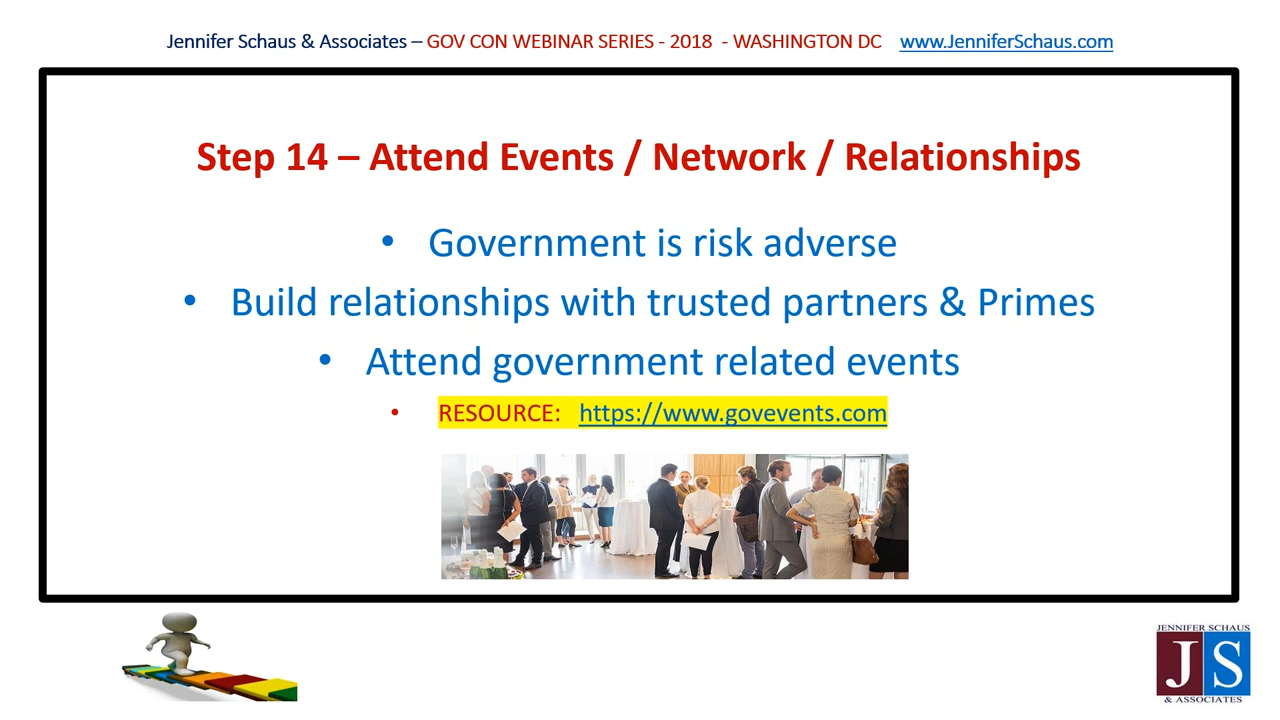 Jennifer Schaus & Associates – GOV CON WEBINAR SERIES - 2018 - WASHINGTON DC www.JenniferSchaus.com
Step 14 – Attend Events / Network / Relationships
• Government is risk adverse
• Build relationships with trusted partners & Primes
• Attend government related events
• RESOURCE: https://www.govevents.com
JENNIFER SCHAUS
JS
& ASSOCIATES